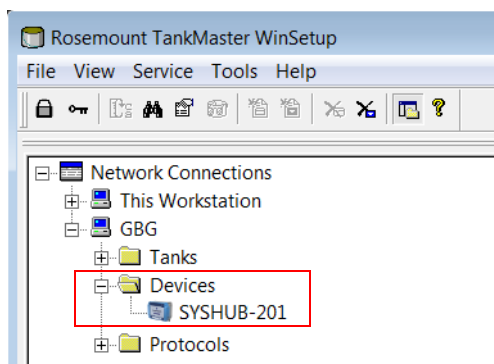 Rosemount TankMaster WinSetup
File View Service Tools Help
Network Connections
This Workstation
GBG
Tanks
Devices
SYSHUB-201
Protocols